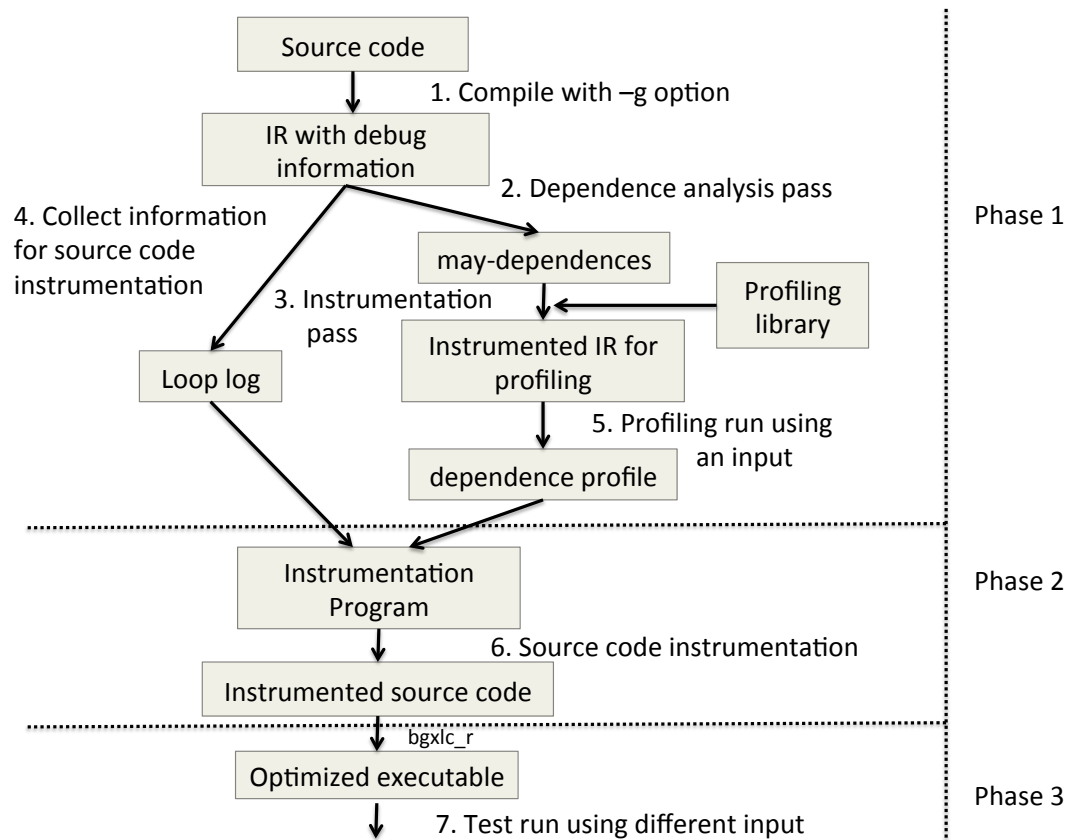 Source code
1. Compile with –g option
IR with debug
information
2. Dependence analysis pass
4. Collect information
for source code
instrumentation
Phase 1
may-dependences
3. Instrumentation
pass
Profiling
library
Instrumented IR for
profiling
Loop log
5. Profiling run using
an input
dependence profile
Instrumentation
Program
Phase 2
6. Source code instrumentation
Instrumented source code
bgxlc_r
Optimized executable
Phase 3
7. Test run using different input